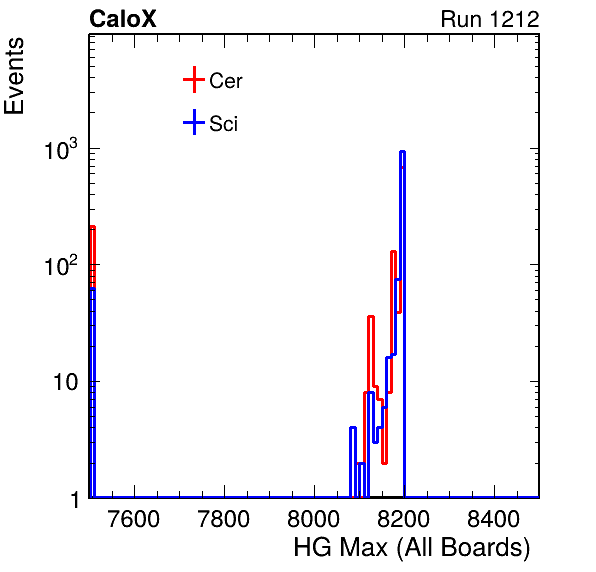 CaloX Run 1212
Events
Cer
Sci
10³
10²
10
1
7600 7800 8000 8200 8400
HG Max (All Boards)